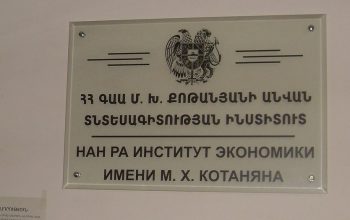 ՀՀ ԳԱԱ Մ. Խ. ՔՈԹԱՆՅԱՆԻ ԱՆՎԱՆ
ՏՆՏԵՍԱԳԻՏՈՒԹՅԱՆ ԻՆՍՏԻՏՈՒՏ
НАН РА ИНСТИТУТ ЭКОНОМИКИ
ИМЕНИ М. Х. КОТАНЯНА